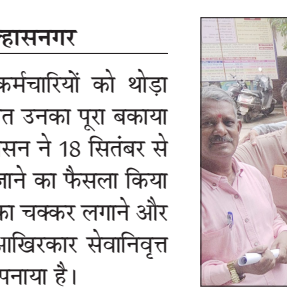 ल्हासनगर
कर्मचारियों को थोड़ा
त उनका पूरा बकाया
सन ने 18 सितंबर से
जाने का फैसला किया
का चक्कर लगाने और
आखिरकार सेवानिवृत्त
पनाया है।